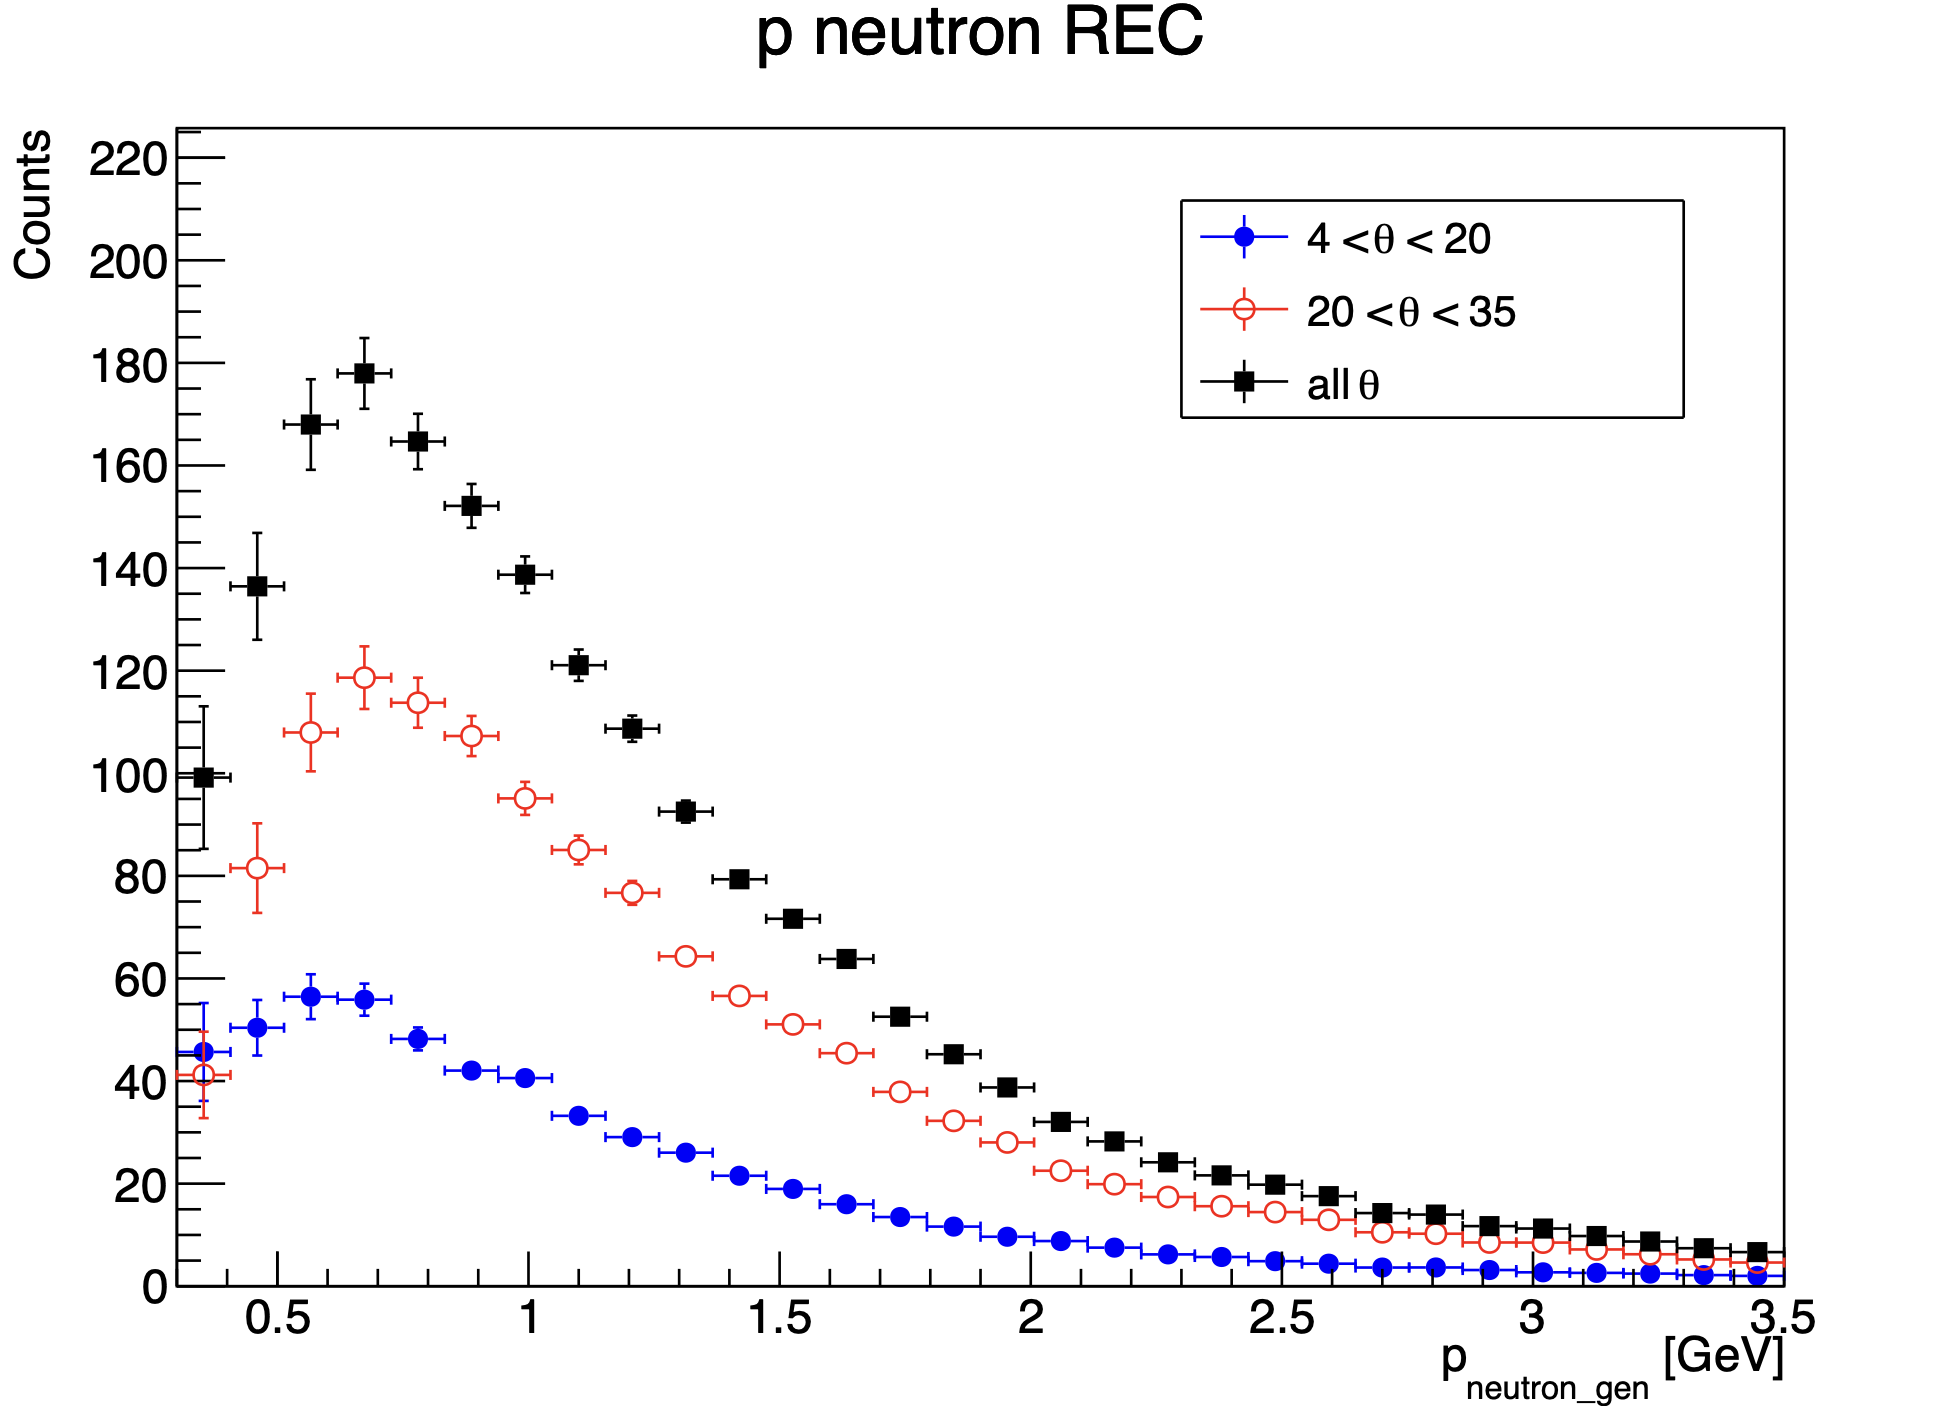 p neutron REC
Counts
220
200
180
160
140
120
100
80
60
40
20
0
4 <θ < 20
20 <θ < 35
all θ
0.5 1 1.5 2 2.5 3 3.5
p neutron_gen [GeV]